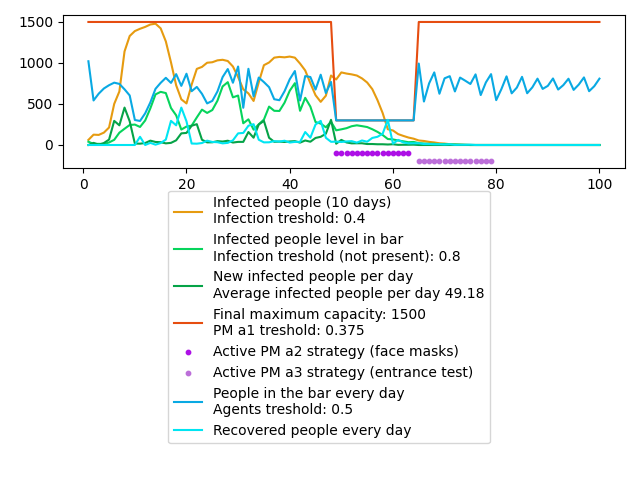 1500
1000
500
0
0 20 40 60 80 100
Infected people (10 days)
Infection treshold: 0.4
Infected people level in bar
Infection treshold (not present): 0.8
New infected people per day
Average infected people per day 49.18
Final maximum capacity: 1500
PM a1 treshold: 0.375
Active PM a2 strategy (face masks)
Active PM a3 strategy (entrance test)
People in the bar every day
Agents treshold: 0.5
Recovered people every day